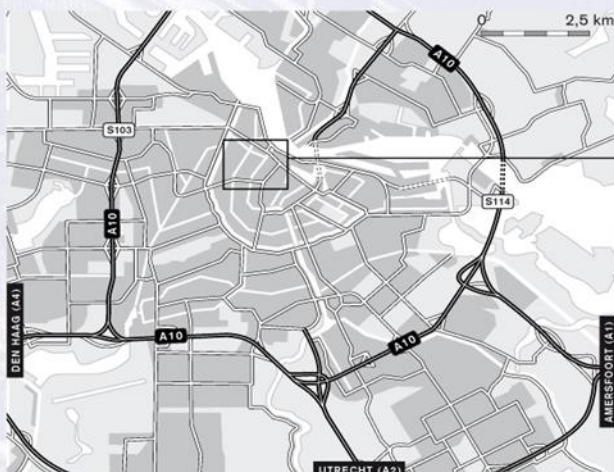 0 2,5 km
A10
S103
S114
A10
DEN HAAG (A4)
A10
A10
AMERSFOORT (A1)
UTRECHT (A2)